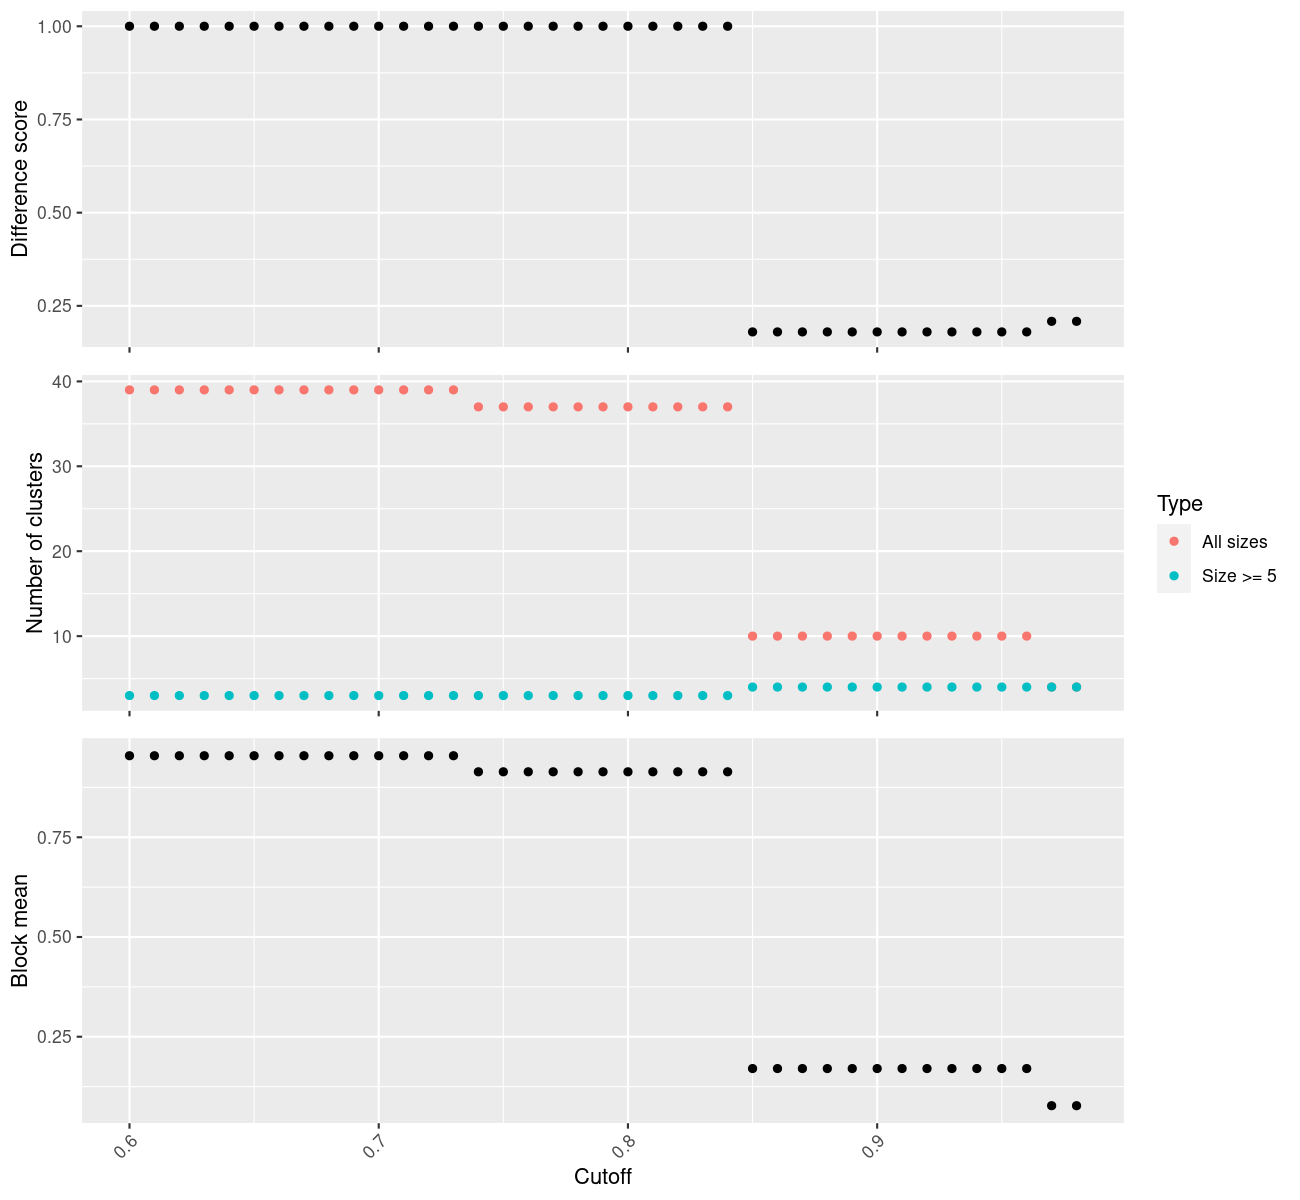 Difference score
1.00
0.75
0.50
0.25
Number of clusters
40
30
20
10
Type
All sizes
Size >= 5
Block mean
0.75
0.50
0.25
0.6
0.7
0.8
0.9
Cutoff